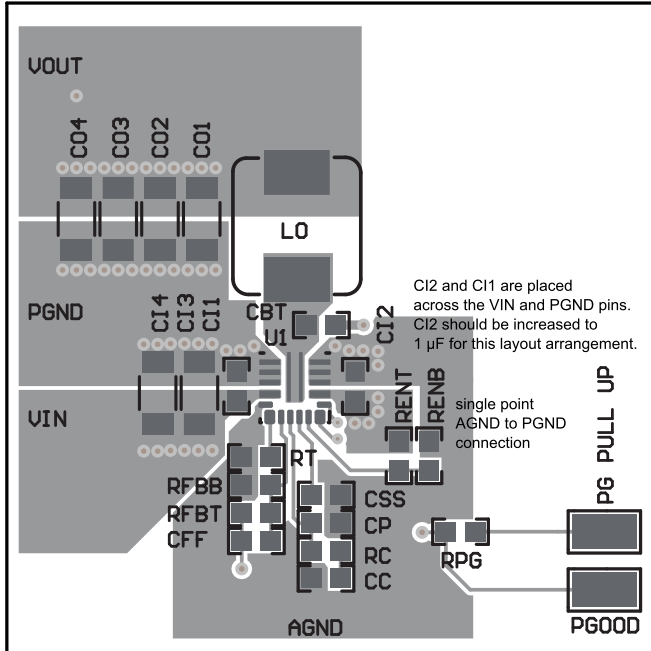 VOUT
CO4
CO3
CO2
CO1
LO
PGND
CI4
CI3
CI1
CBT
U1
CI2
CI2 and CI1 are placed
across the VIN and PGND pins.
CI2 should be increased to
1 µF for this layout arrangement.
VIN
RENT
RENB
single point
AGND to PGND
connection
PG PULL UP
RT
RFBB
RFBT
CFF
CSS
CP
RC
CC
RPG
PGOOD
AGND